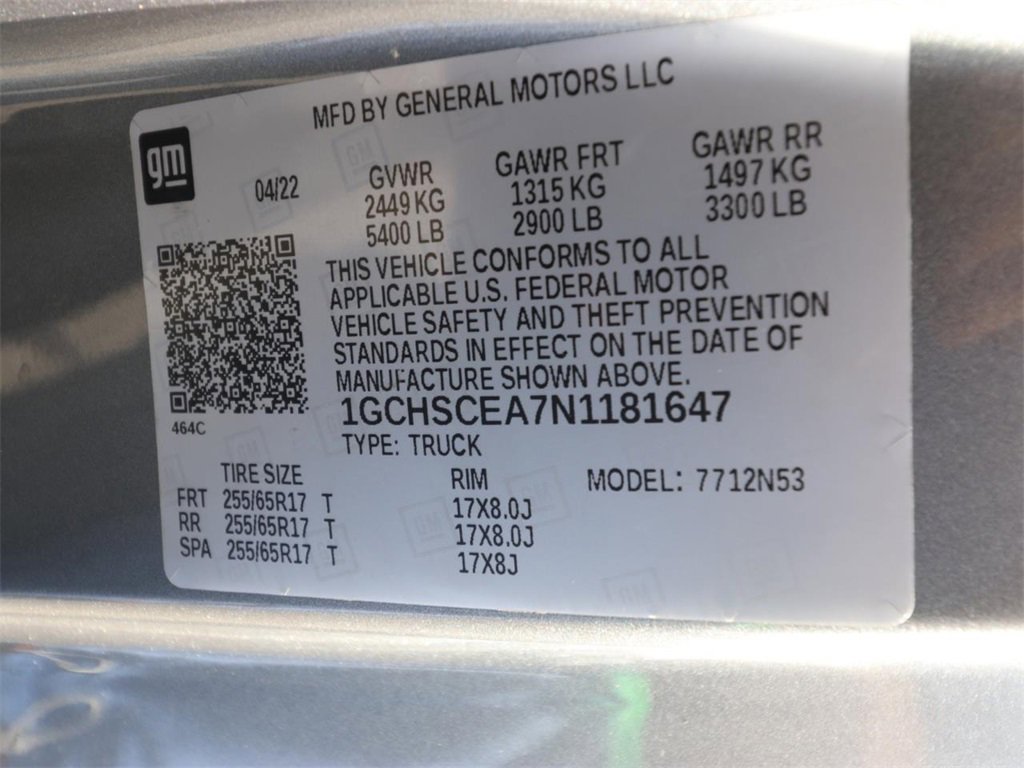 MFD BY GENERAL MOTORS LLC
gm
04/22
GVWR
2449 KG
5400 LB
GAWR FRT
1315 KG
2900 LB
GAWR RR
1497 KG
3300 LB
THIS VEHICLE CONFORMS TO ALL
APPLICABLE U.S. FEDERAL MOTOR
VEHICLE SAFETY AND THEFT PREVENTION
STANDARDS IN EFFECT ON THE DATE OF
MANUFACTURE SHOWN ABOVE.
464C
1GCHSCEA7N1181647
TYPE: TRUCK
TIRE SIZE RIM MODEL: 7712N53
FRT 255/65R17 T 17X8.0J
RR 255/65R17 T 17X8.0J
SPA 255/65R17 T 17X8J